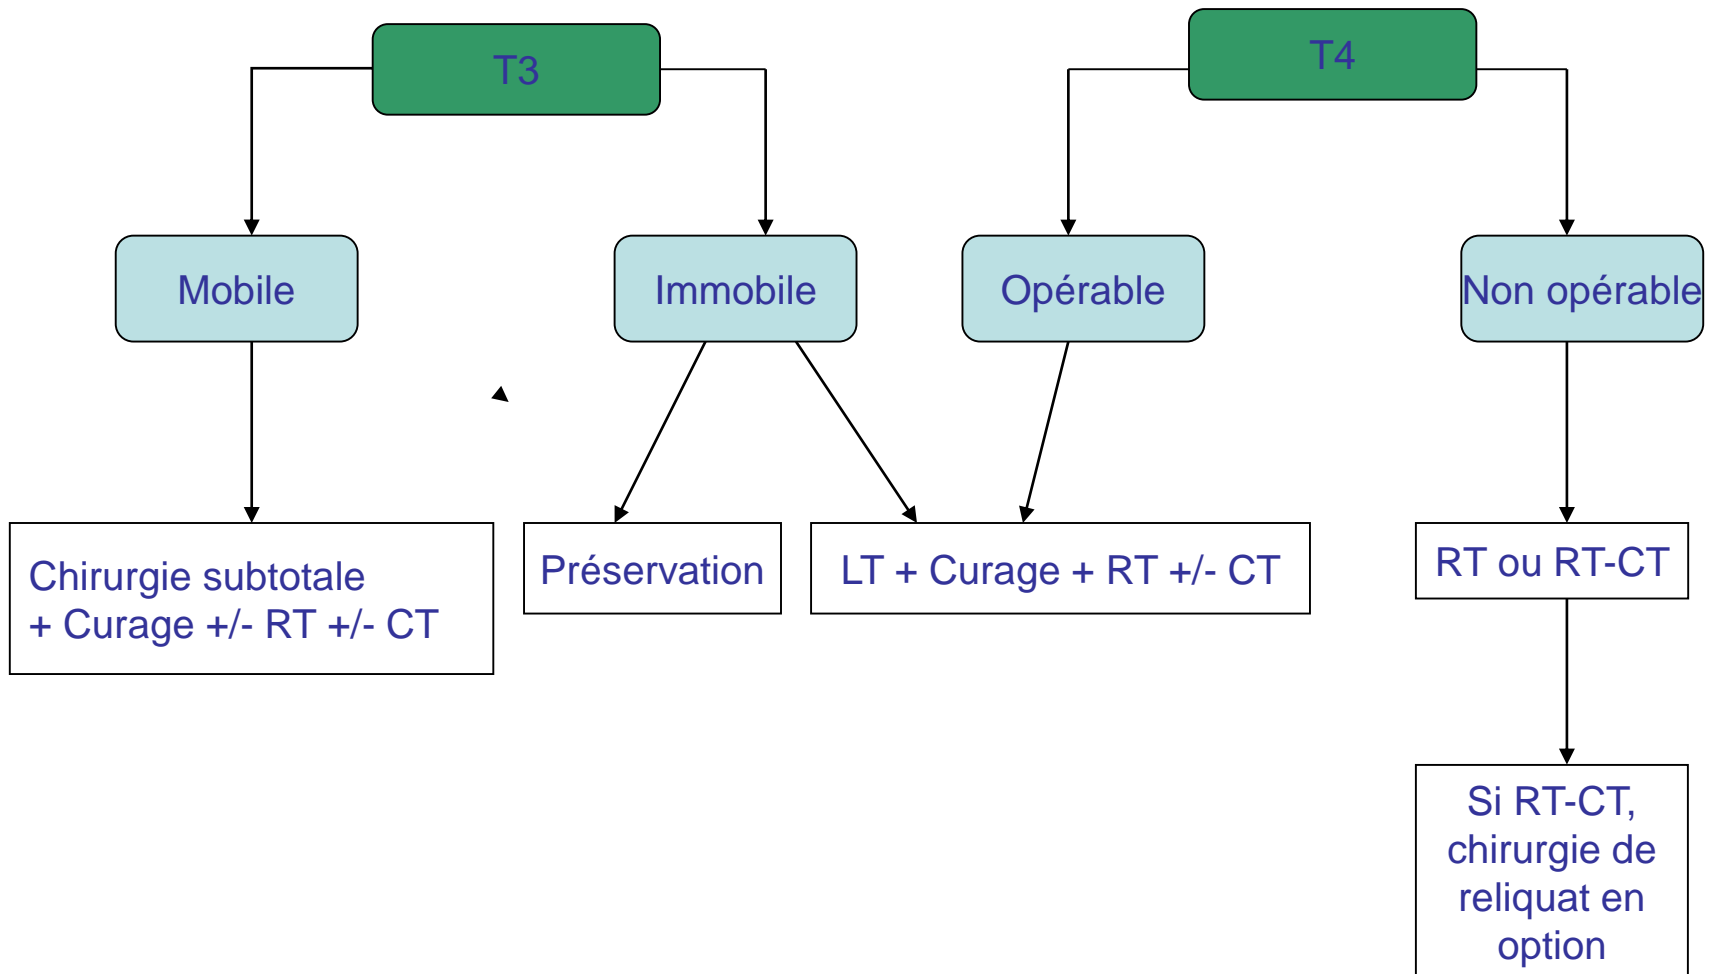 T3
T4
Mobile
Immobile
Opérable
Non opérable
Chirurgie subtotale
+ Curage +/- RT +/- CT
Préservation
LT + Curage + RT +/- CT
RT ou RT-CT
Si RT-CT,
chirurgie de
reliquat en
option